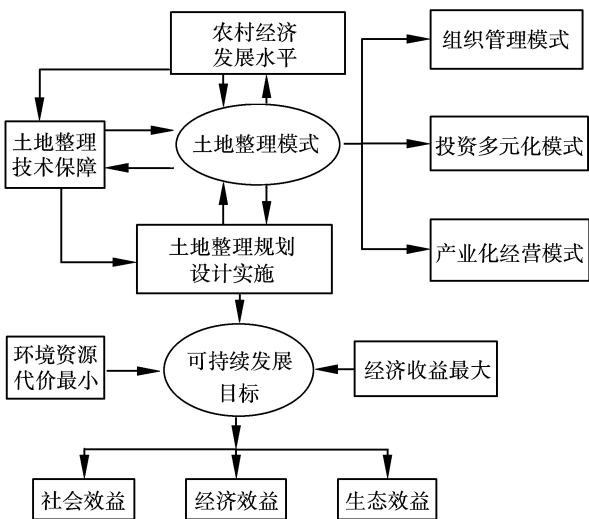 农村经济
发展水平
组织管理模式
土地整理
技术保障
土地整理模式
投资多元化模式
土地整理规划
设计实施
产业化经营模式
环境资源
代价最小
可持续发展
目标
经济收益最大
社会效益
经济效益
生态效益